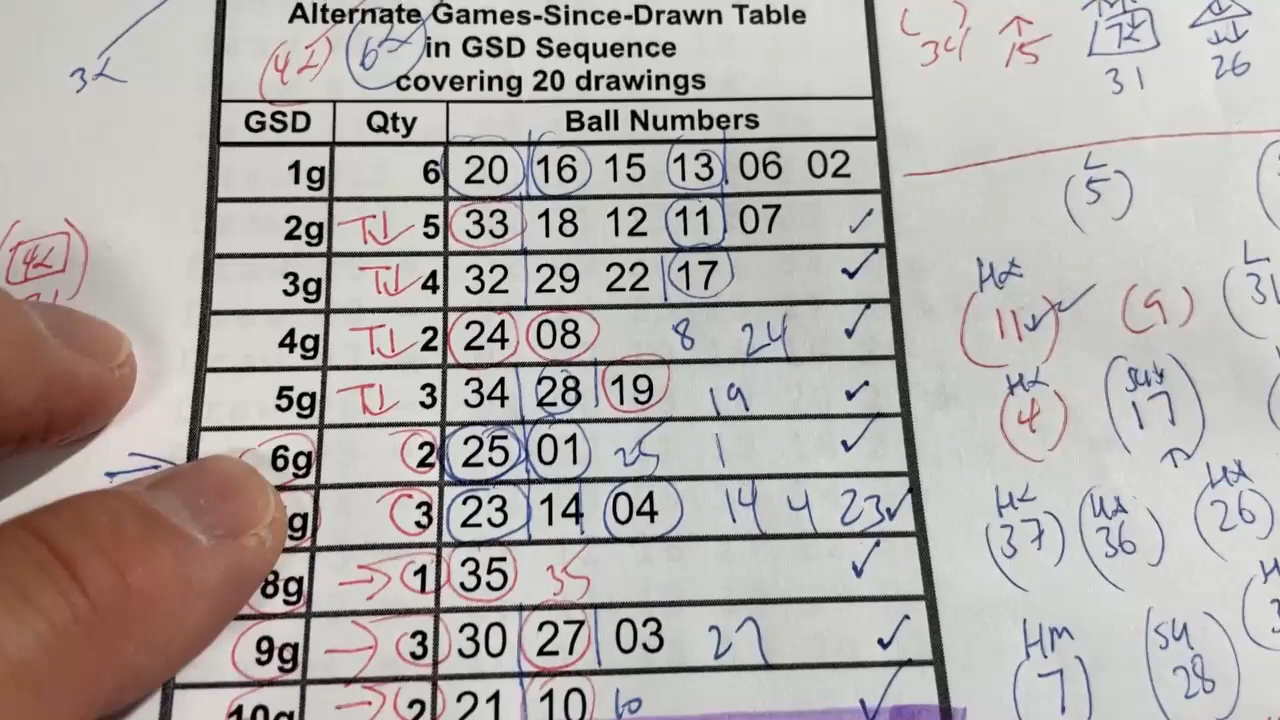 Alternate Games-Since-Drawn Table
in GSD Sequence
covering 20 drawings
GSD Qty Ball Numbers
1g 6 20 16 15 13 06 02
2g 5 33 18 12 11 07 ✓
3g 4 32 29 22 17 ✓
4g 2 24 08 8 24 ✓
5g 3 34 28 19 19 ✓
6g 2 25 01 25 1 ✓
g 3 23 14 04 14 4 23 ✓
8g → 1 35 35 ✓
9g → 3 30 27 03 27 ✓
10g → 2 21 10 10 ✓
34 15 31 26
L
(5)
(11) ✓ (9) 31
(4) 17
(37) (36) (26)
HM
(7) 28